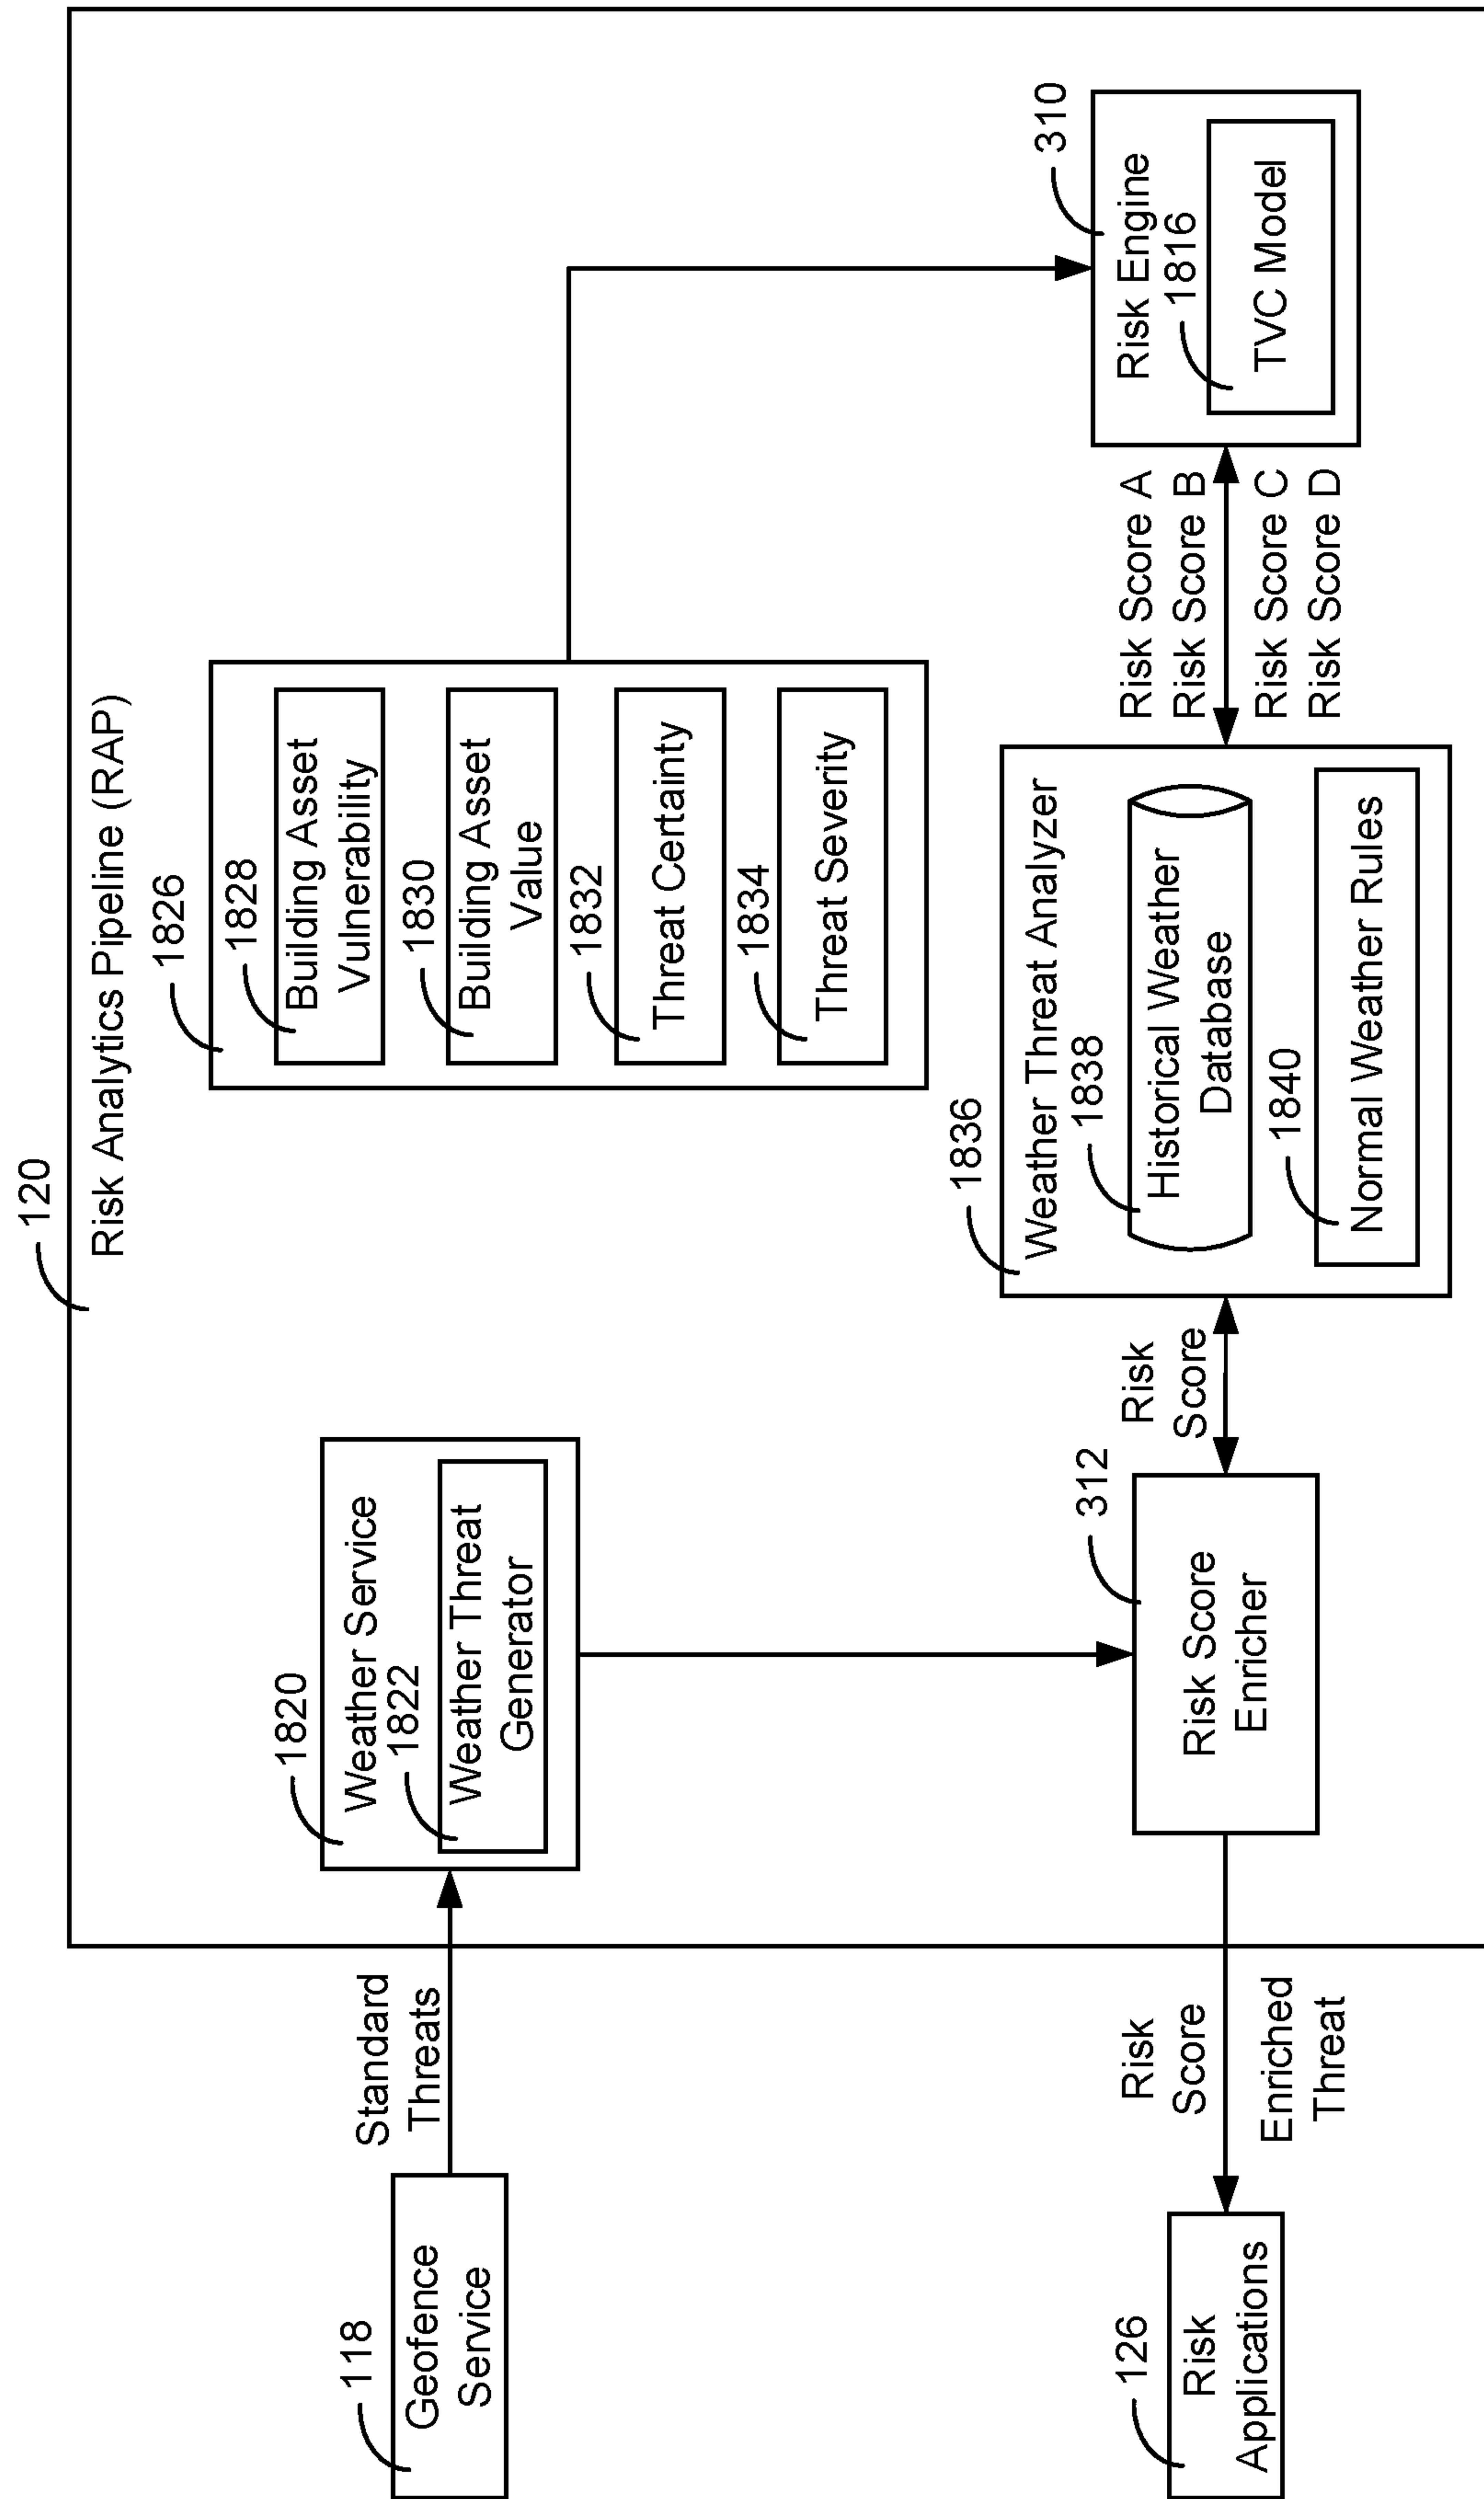 120
Risk Analytics Pipeline (RAP)
118
Geofence
Service
Standard
Threats
1820
Weather Service
1822
Weather Threat
Generator
1826
1828
Building Asset
Vulnerability
1830
Building Asset
Value
1832
Threat Certainty
1834
Threat Severity
126
Risk
Applications
Risk
Score
Enriched
Threat
312
Risk Score
Enricher
Risk
Score
1836
Weather Threat Analyzer
1838
Historical Weather
Database
1840
Normal Weather Rules
Risk Score A
Risk Score B
Risk Score C
Risk Score D
310
Risk Engine
1816
TVC Model